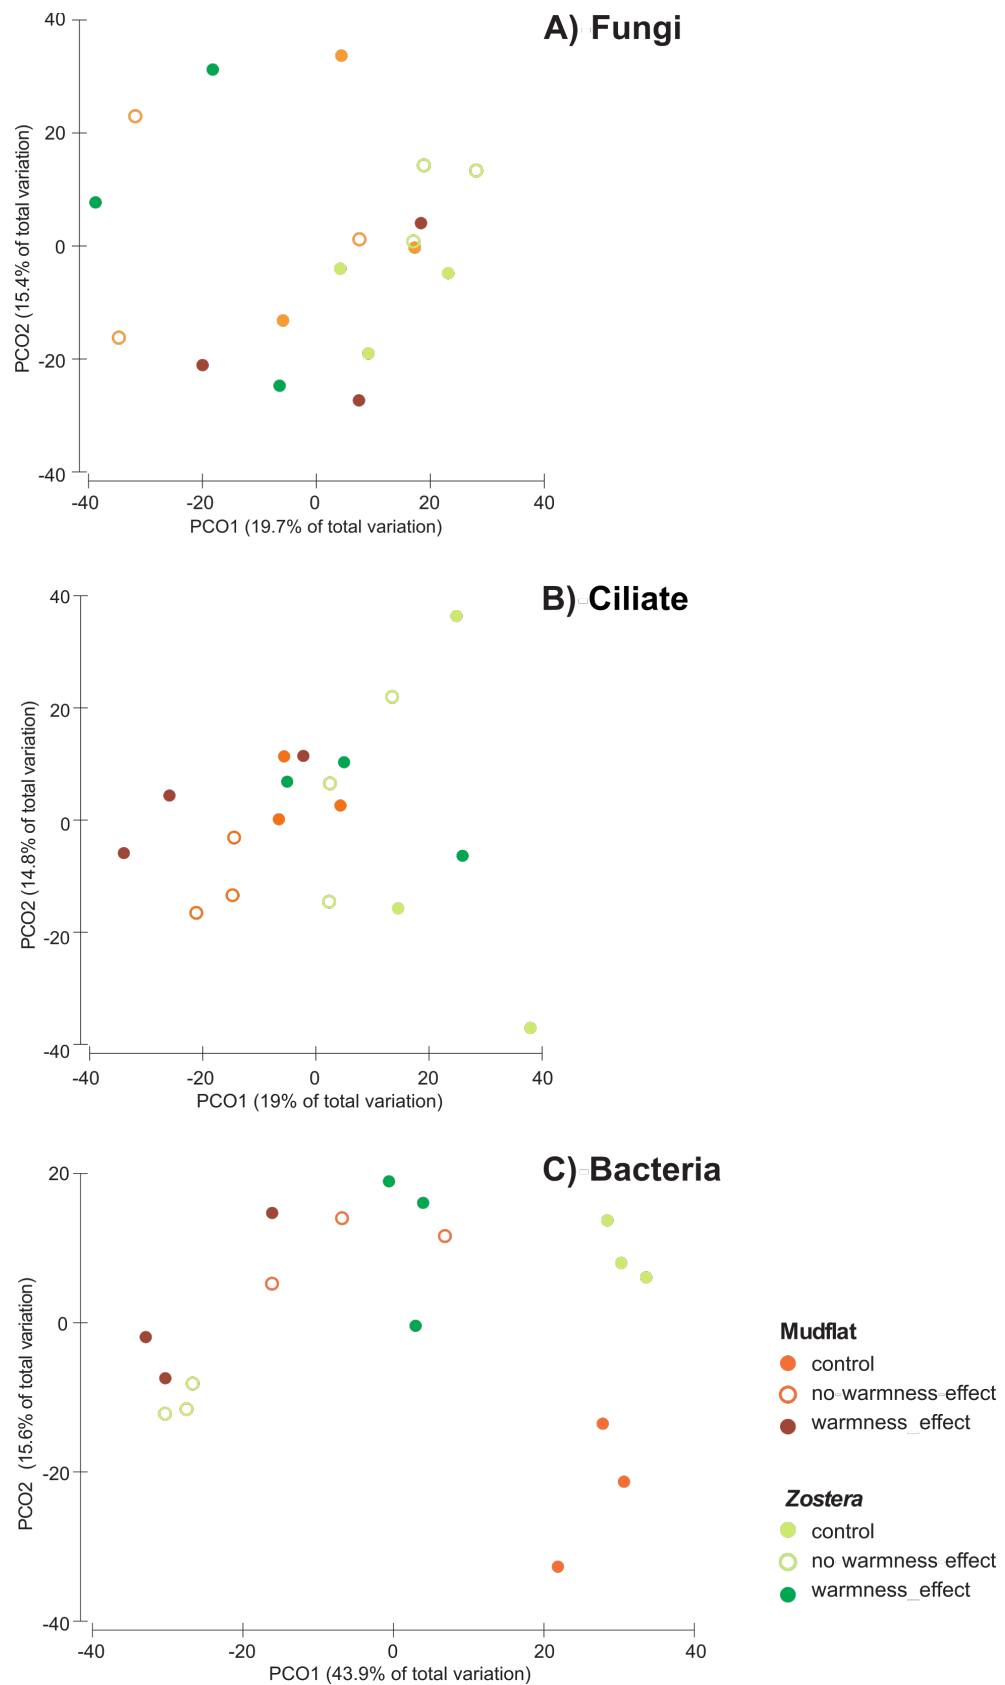 A) Fungi
40
20
0
-20
-40
PCO2 (15.4% of total variation)
-40 -20 0 20 40
PCO1 (19.7% of total variation)
B) Ciliate
40
20
0
-20
-40
PCO2 (14.8% of total variation)
-40 -20 0 20 40
PCO1 (19% of total variation)
C) Bacteria
20
0
-20
-40
PCO2 (15.6% of total variation)
-40 -20 0 20 40
PCO1 (43.9% of total variation)
Mudflat
control
no-warmness-effect
warmness_effect
Zostera
control
no warmness effect
warmness_effect